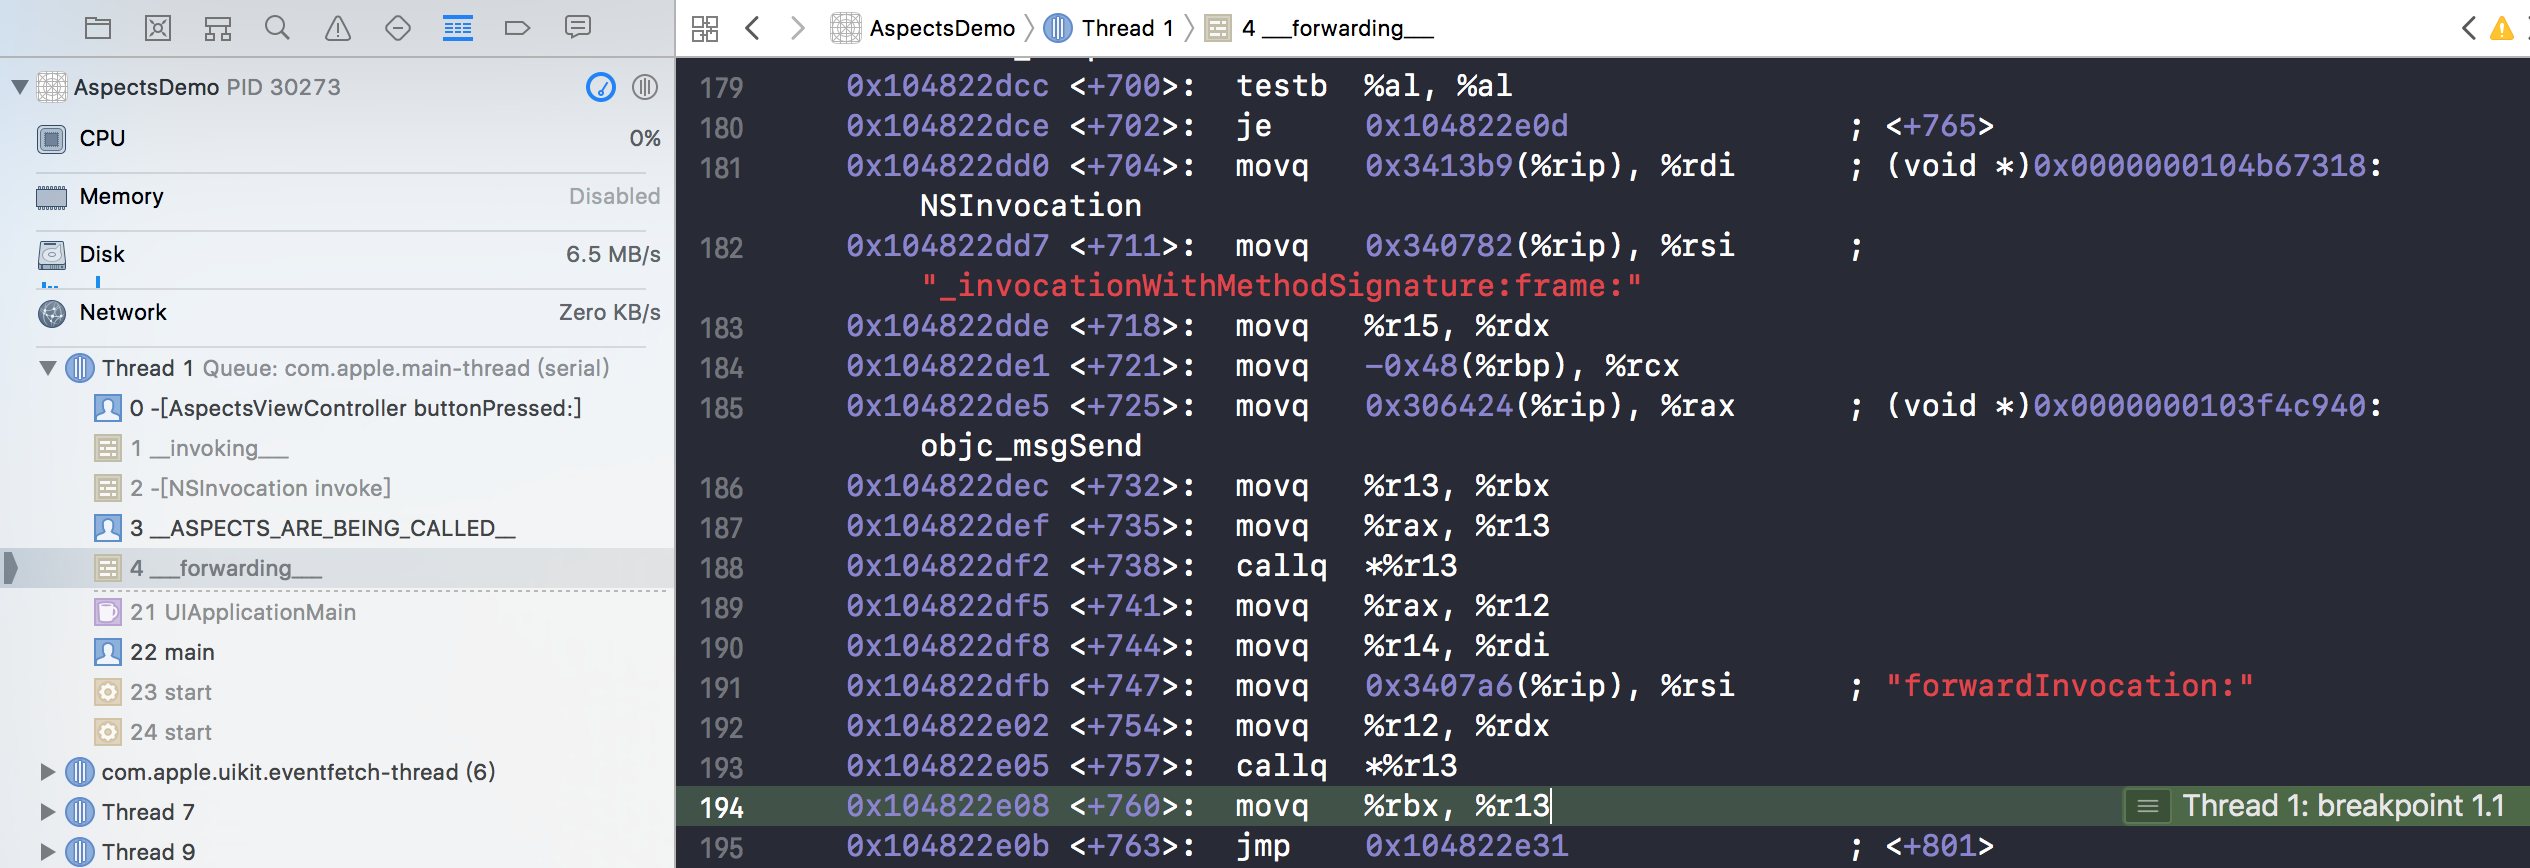 AspectsDemo PID 30273
CPU 0%
Memory Disabled
Disk 6.5 MB/s
Network Zero KB/s
Thread 1 Queue: com.apple.main-thread (serial)
0 -[AspectsViewController buttonPressed:]
1 __invoking___
2 -[NSInvocation invoke]
3 __ASPECTS_ARE_BEING_CALLED__
4 ___forwarding___
21 UIApplicationMain
22 main
23 start
24 start
com.apple.uikit.eventfetch-thread (6)
Thread 7
Thread 9
AspectsDemo Thread 1 4 ___forwarding___
179 0x104822dcc <+700>: testb %al, %al
180 0x104822dce <+702>: je 0x104822e0d ; <+765>
181 0x104822dd0 <+704>: movq 0x3413b9(%rip), %rdi ; (void *)0x0000000104b67318:
NSInvocation
182 0x104822dd7 <+711>: movq 0x340782(%rip), %rsi ;
"_invocationWithMethodSignature:frame:"
183 0x104822dde <+718>: movq %r15, %rdx
184 0x104822de1 <+721>: movq -0x48(%rbp), %rcx
185 0x104822de5 <+725>: movq 0x306424(%rip), %rax ; (void *)0x0000000103f4c940:
objc_msgSend
186 0x104822dec <+732>: movq %r13, %rbx
187 0x104822def <+735>: movq %rax, %r13
188 0x104822df2 <+738>: callq *%r13
189 0x104822df5 <+741>: movq %rax, %r12
190 0x104822df8 <+744>: movq %r14, %rdi
191 0x104822dfb <+747>: movq 0x3407a6(%rip), %rsi ; "forwardInvocation:"
192 0x104822e02 <+754>: movq %r12, %rdx
193 0x104822e05 <+757>: callq *%r13
194 0x104822e08 <+760>: movq %rbx, %r13 Thread 1: breakpoint 1.1
195 0x104822e0b <+763>: jmp 0x104822e31 ; <+801>